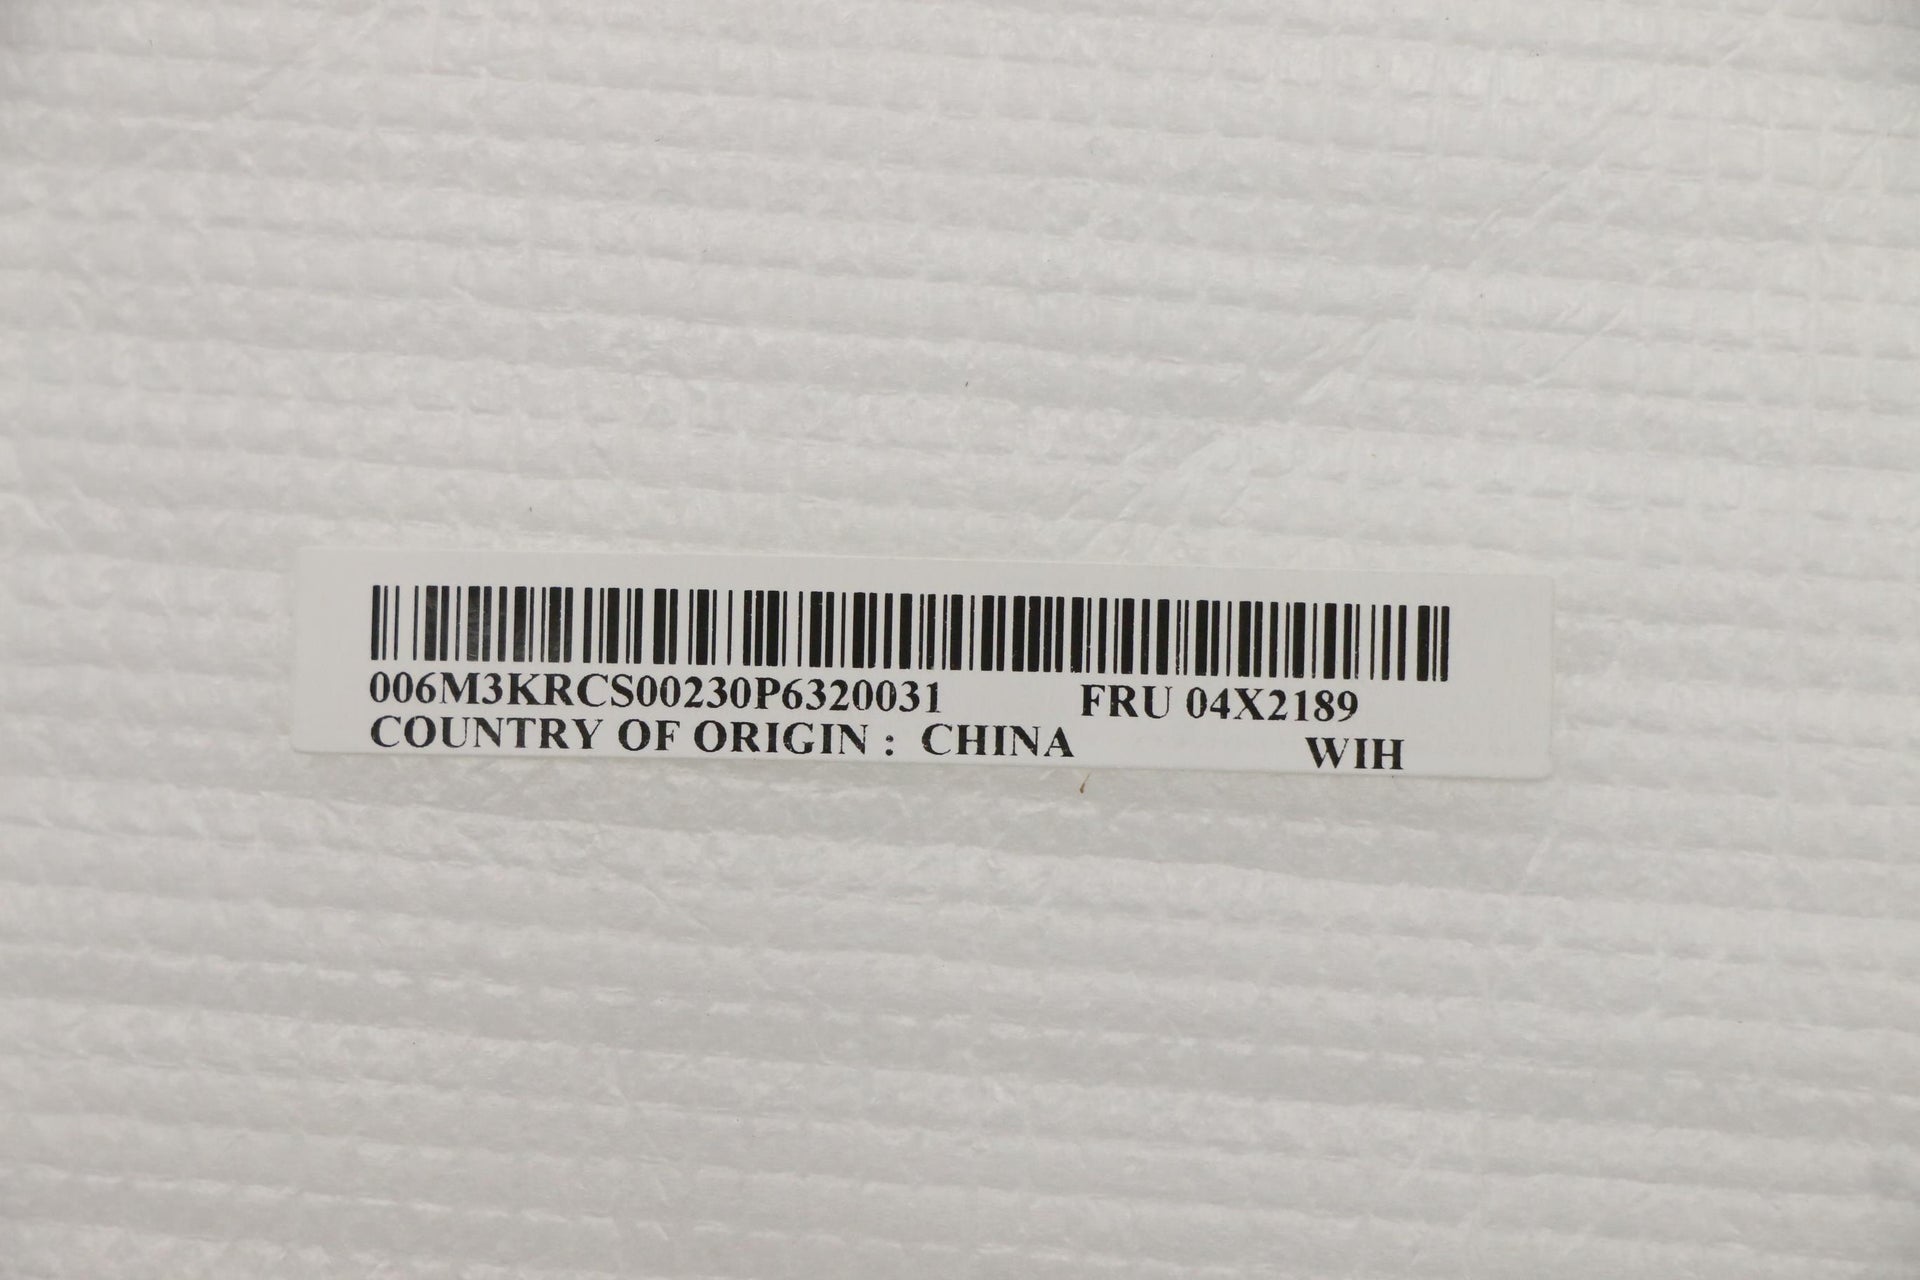 006M3KRCS00230P6320031 FRU 04X2189
COUNTRY OF ORIGIN : CHINA WIH